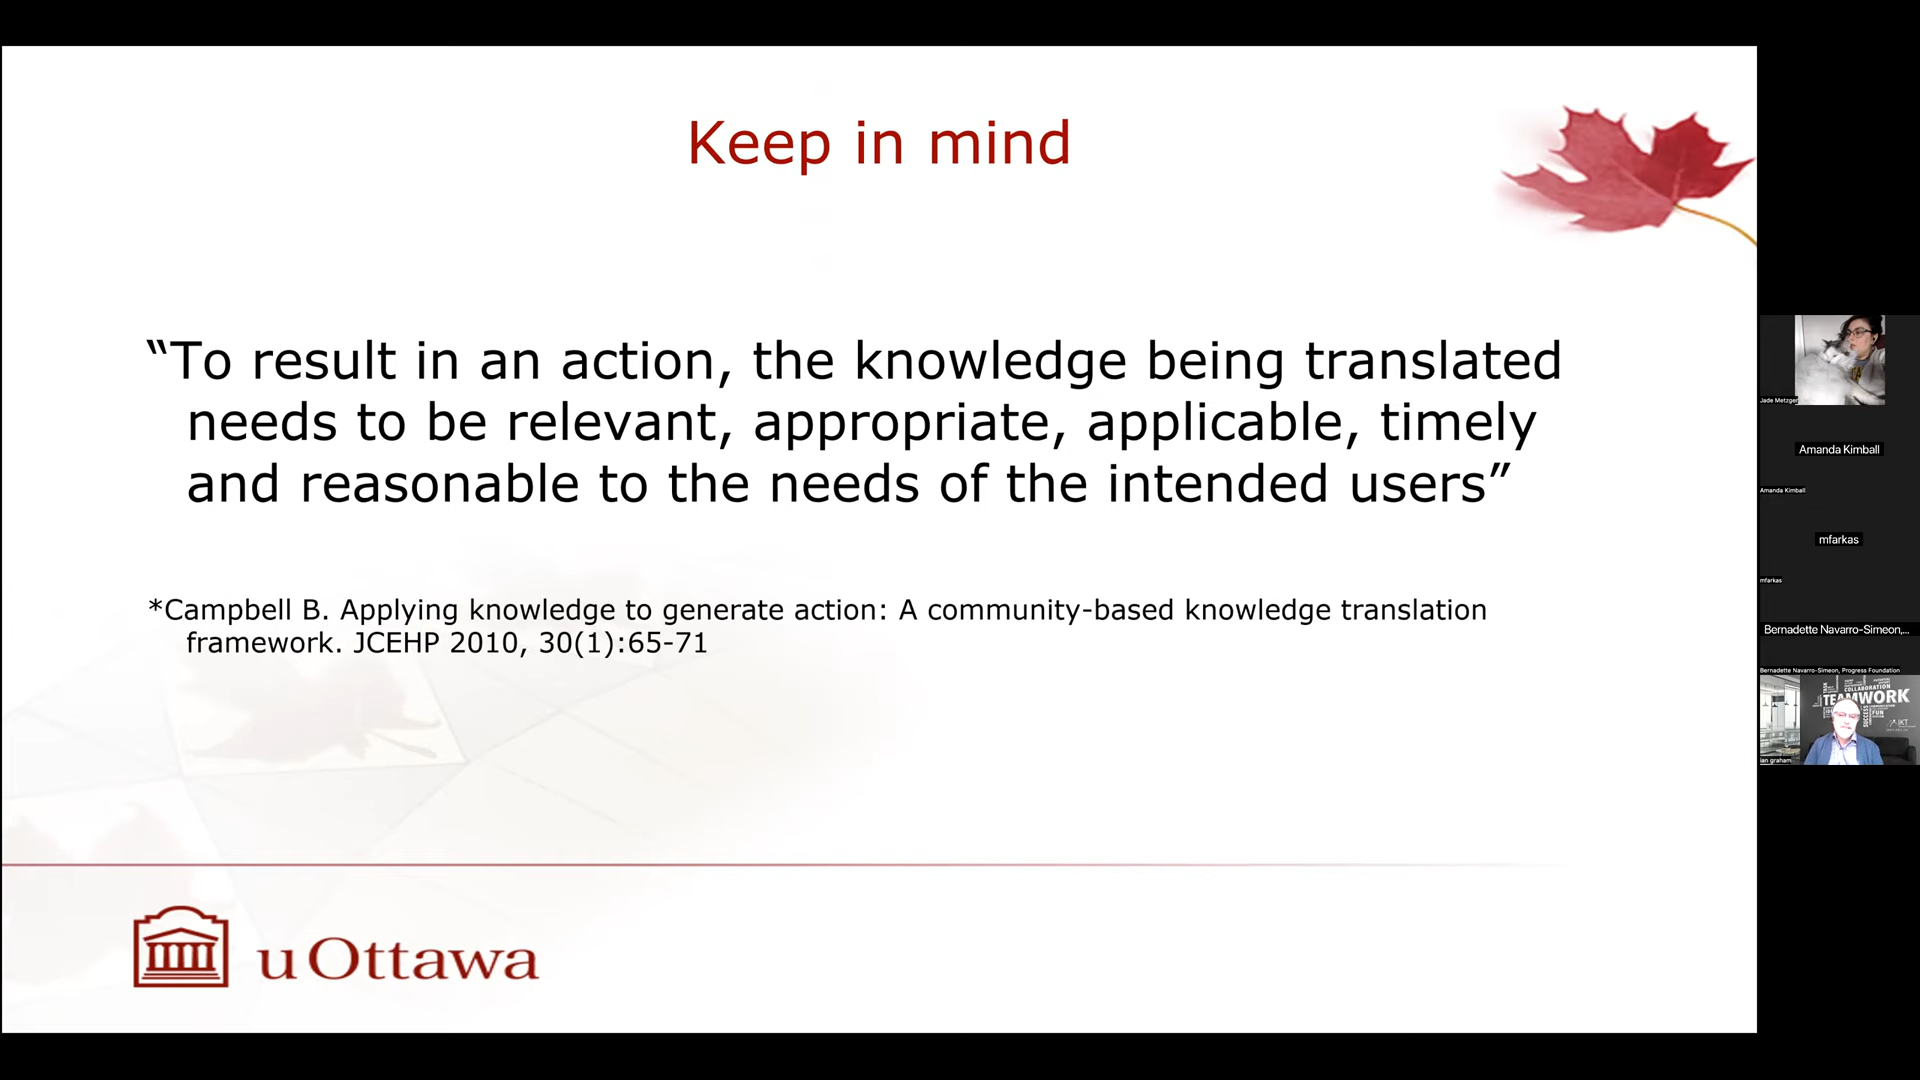 Keep in mind
“To result in an action, the knowledge being translated
needs to be relevant, appropriate, applicable, timely
and reasonable to the needs of the intended users”
*Campbell B. Applying knowledge to generate action: A community-based knowledge translation
framework. JCEHP 2010, 30(1):65-71
uOttawa
Jade Metzger
Amanda Kimball
Amanda Kimball
mfarkas
mfarkas
Bernadette Navarro-Simeon,...
Bernadette Navarro-Simeon, Progress Foundation
COLLABORATION
TEAMWORK
SUCCESS
FUN
IKT
ian graham